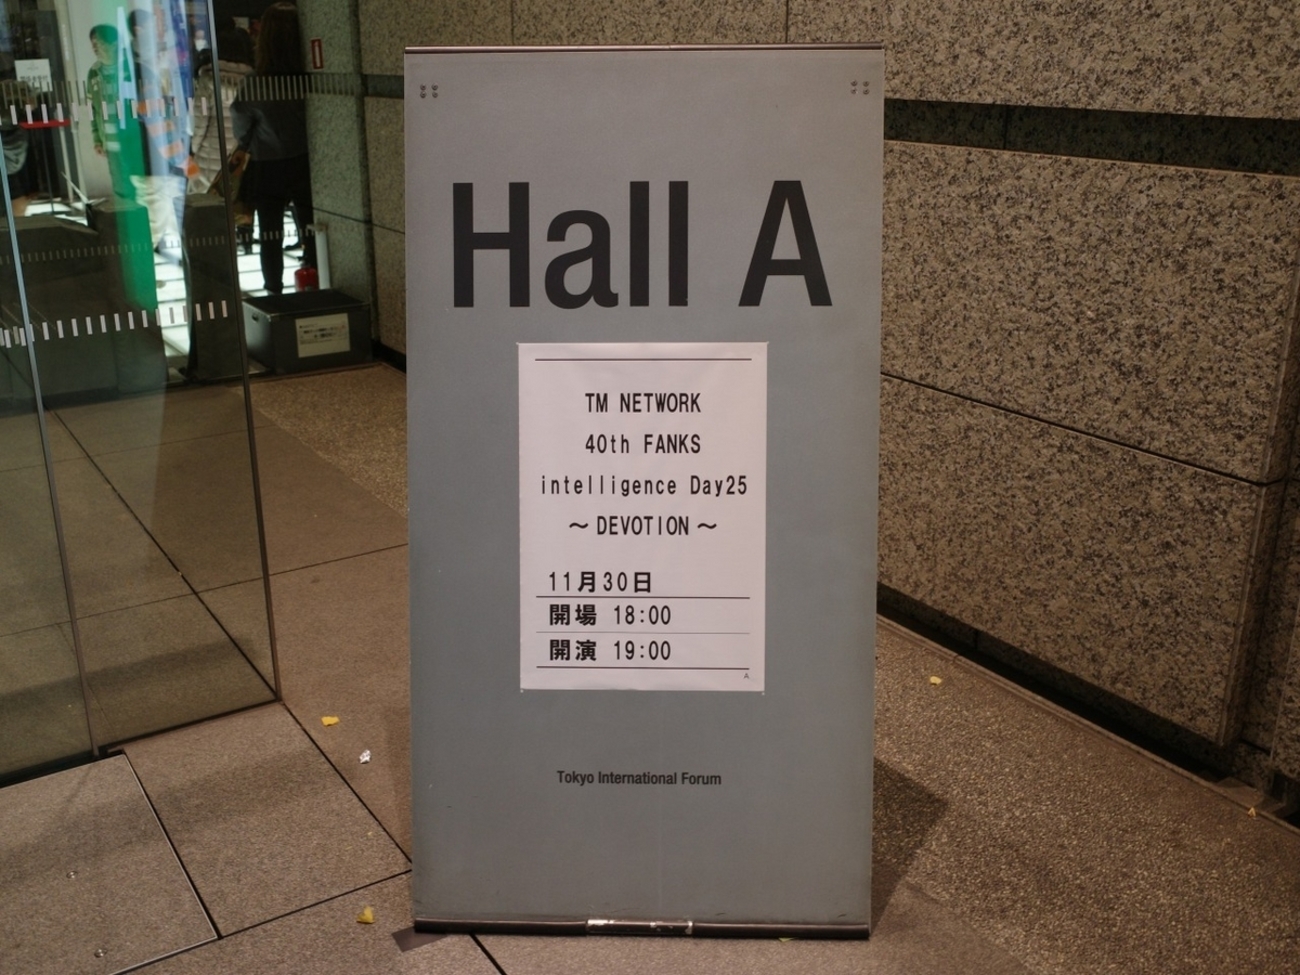 Hall A
TM NETWORK
40th FANKS
intelligence Day25
～DEVOTION～
11月30日
開場 18:00
開演 19:00
A
Tokyo International Forum